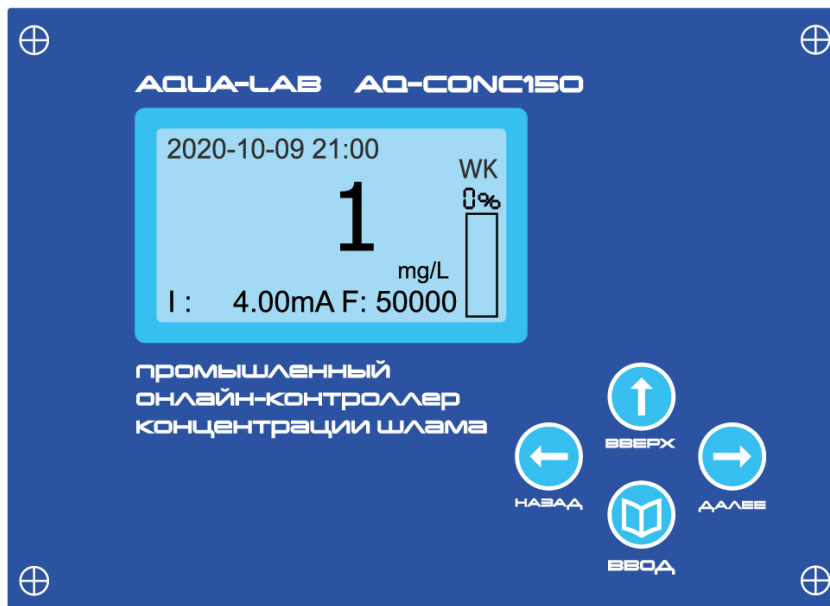 AQUA-LAB AQ-CONC150
2020-10-09 21:00
WK
0%
1
mg/L
I : 4.00mA F: 50000
ПРОМЫШЛЕННЫЙ
ОНЛАЙН-КОНТРОЛЛЕР
КОНЦЕНТРАЦИИ ШЛАМА
ВВЕРХ
НАЗАД
ДАЛЕЕ
ВВОД